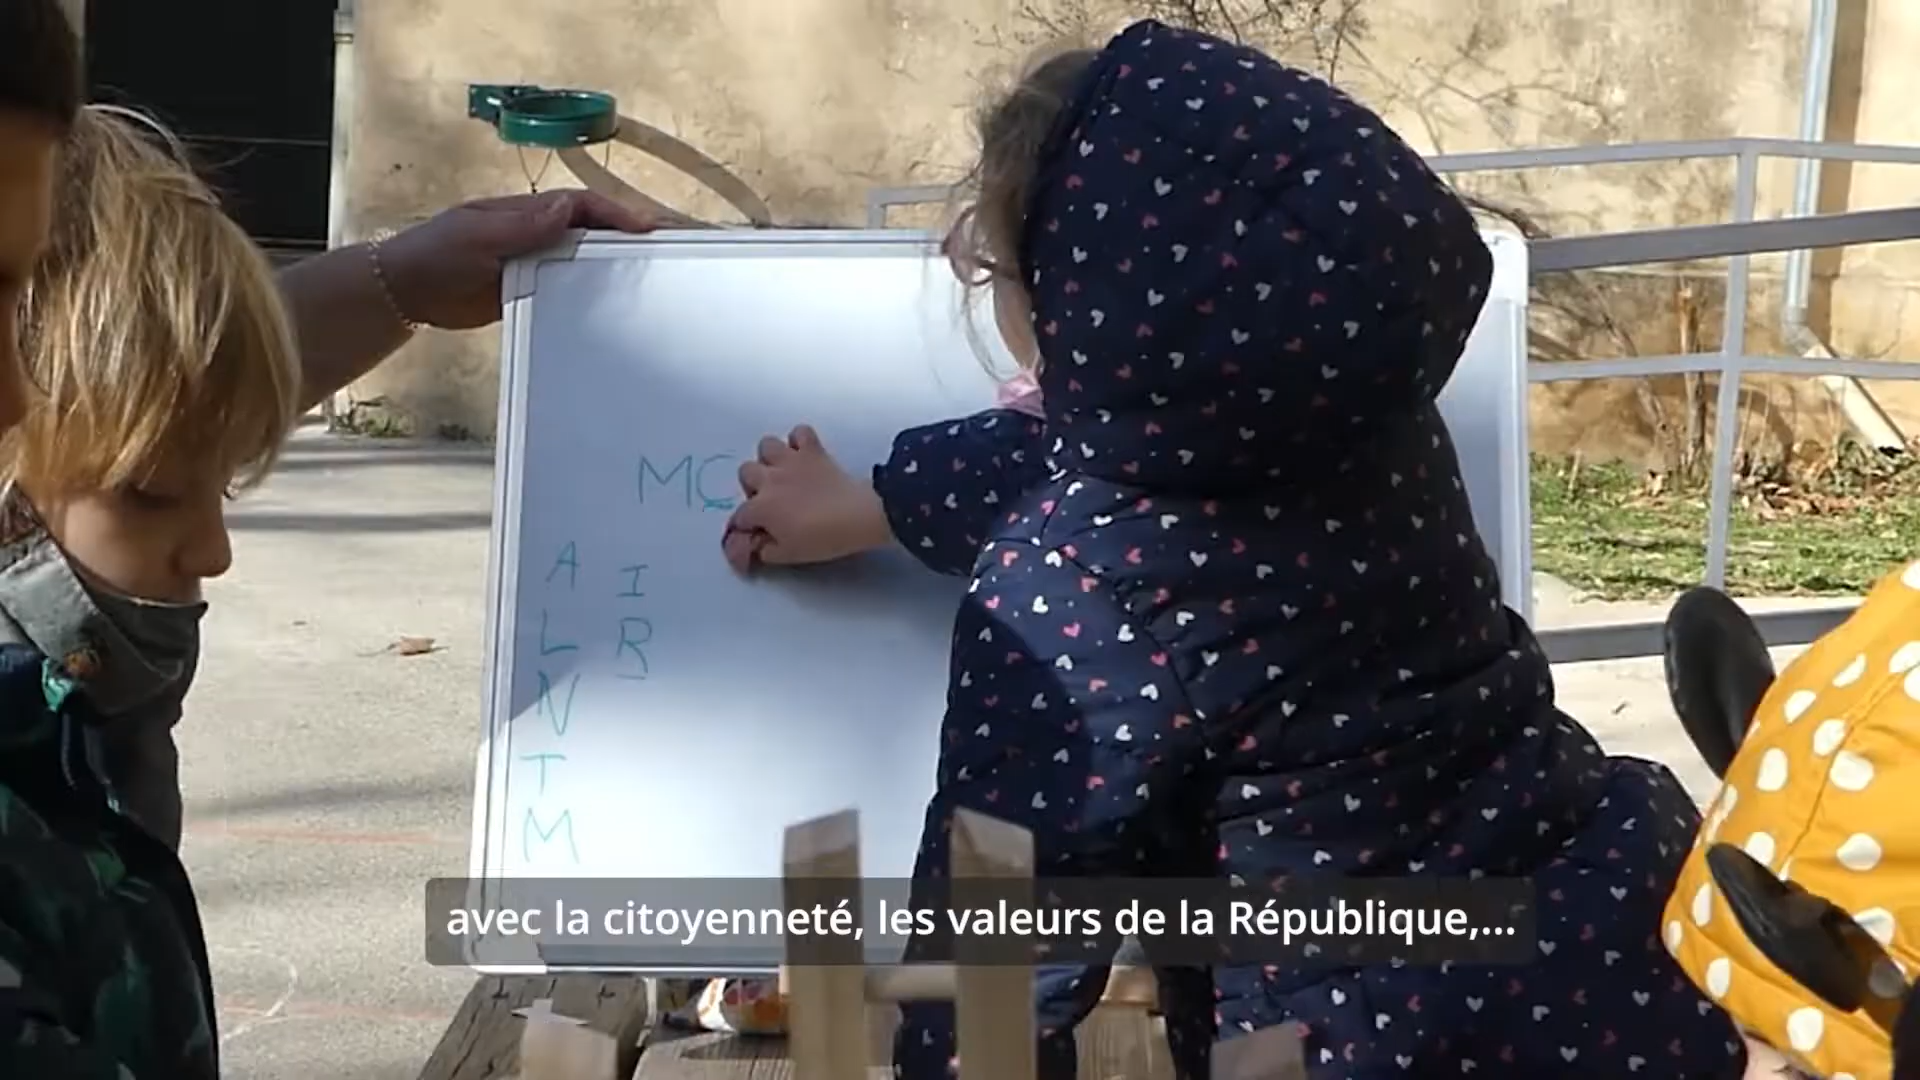 MC
A I
L R
N
T
M
avec la citoyenneté, les valeurs de la République,...